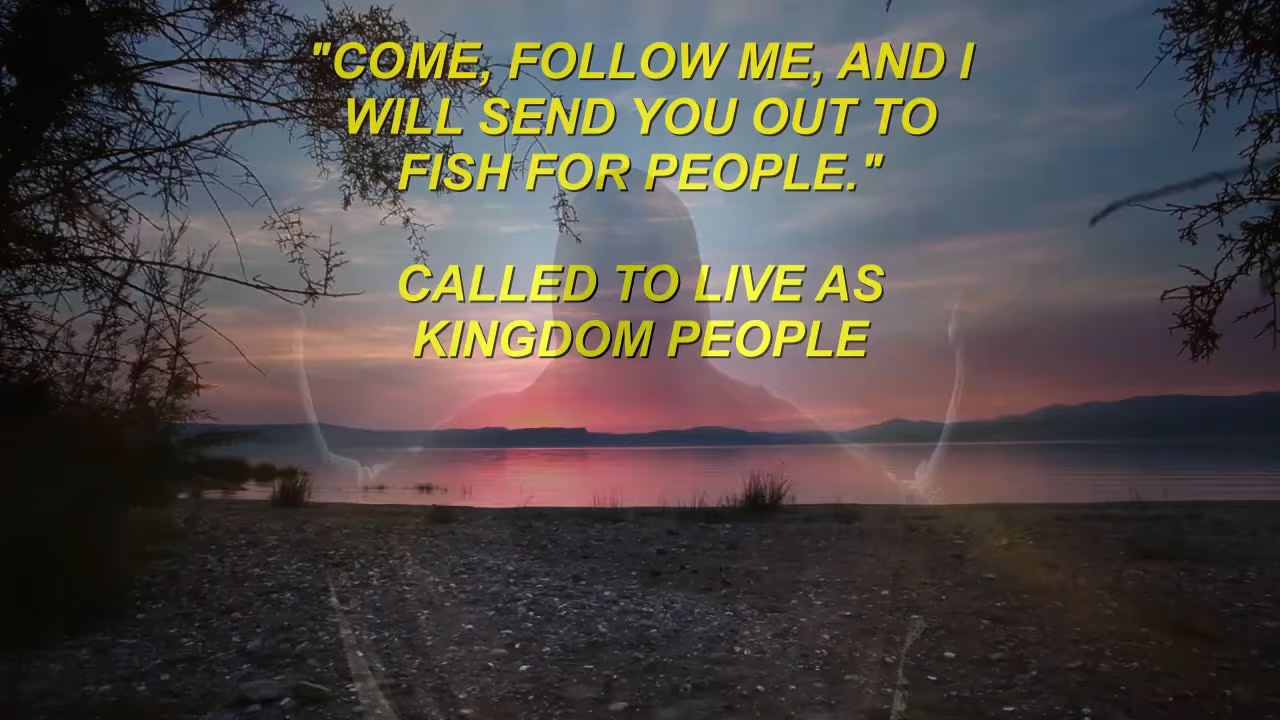 "COME, FOLLOW ME, AND I
WILL SEND YOU OUT TO
FISH FOR PEOPLE."
CALLED TO LIVE AS
KINGDOM PEOPLE